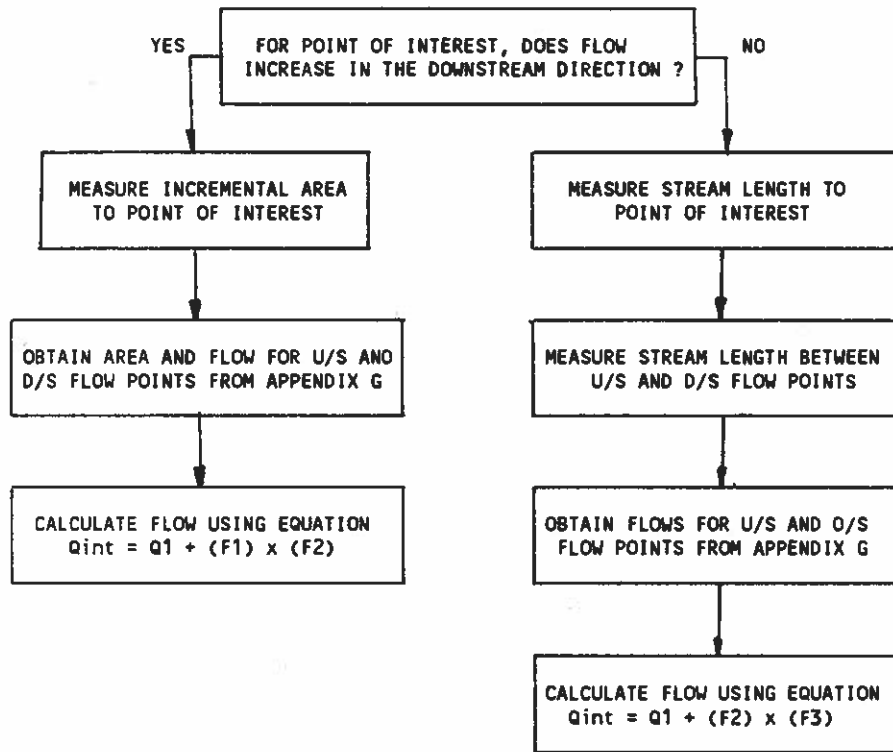 FOR POINT OF INTEREST, DOES FLOW
INCREASE IN THE DOWNSTREAM DIRECTION ?
YES
NO
MEASURE INCREMENTAL AREA
TO POINT OF INTEREST
OBTAIN AREA AND FLOW FOR U/S AND
D/S FLOW POINTS FROM APPENDIX G
CALCULATE FLOW USING EQUATION
Qint = Q1 + (F1) x (F2)
MEASURE STREAM LENGTH TO
POINT OF INTEREST
MEASURE STREAM LENGTH BETWEEN
U/S AND D/S FLOW POINTS
OBTAIN FLOWS FOR U/S AND O/S
FLOW POINTS FROM APPENDIX G
CALCULATE FLOW USING EQUATION
Qint = Q1 + (F2) x (F3)